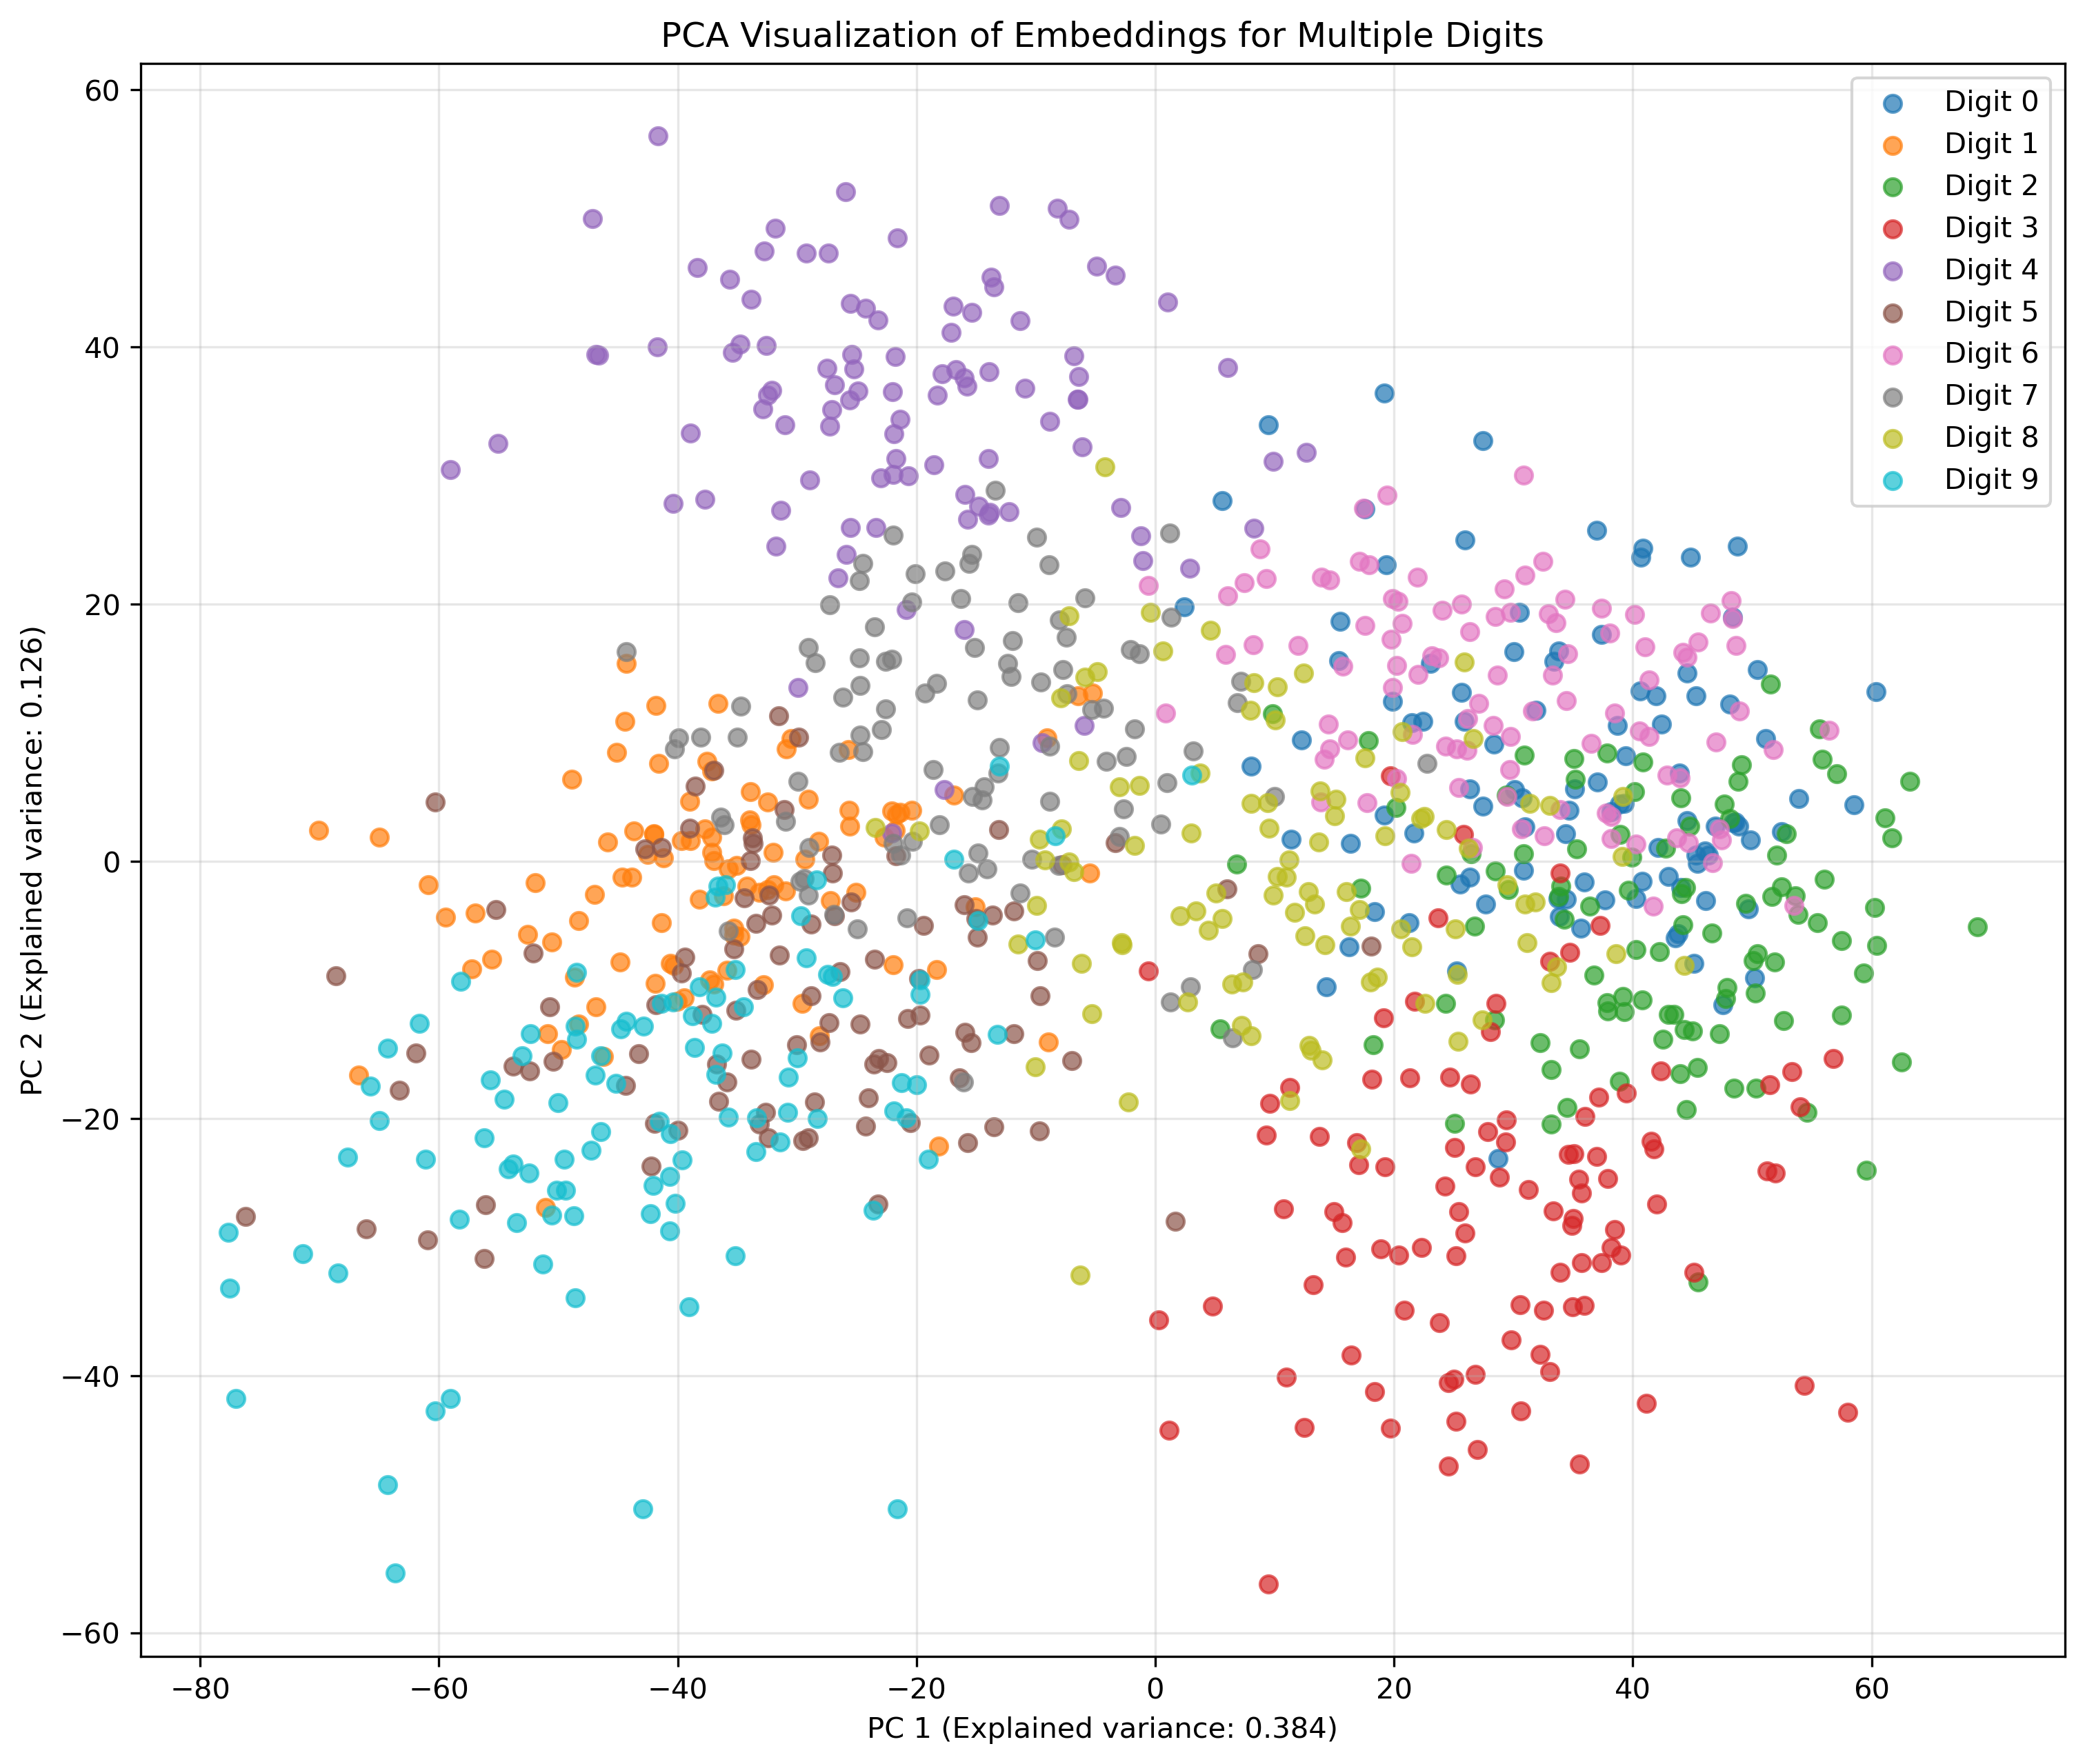 PCA Visualization of Embeddings for Multiple Digits
60
40
20
0
−20
−40
−60
PC 2 (Explained variance: 0.126)
Digit 0
Digit 1
Digit 2
Digit 3
Digit 4
Digit 5
Digit 6
Digit 7
Digit 8
Digit 9
−80 −60 −40 −20 0 20 40 60
PC 1 (Explained variance: 0.384)